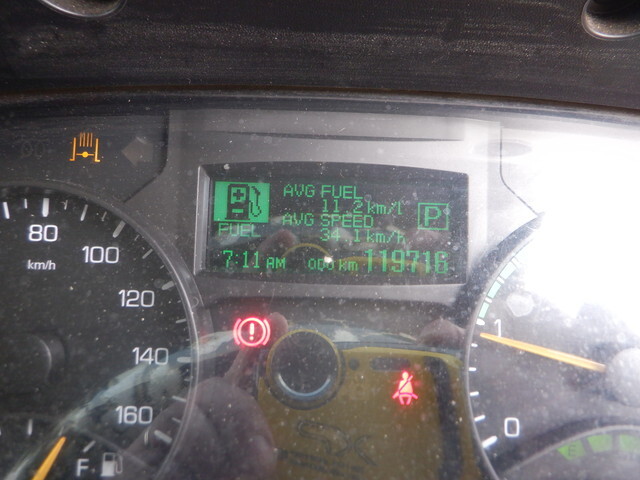 AVG FUEL
11.2 km/l
AVG SPEED
34.1 km/h
FUEL
P
7:11 AM ODO km 119716
80
100
km/h
120
140
160
F
1
0
SX
E